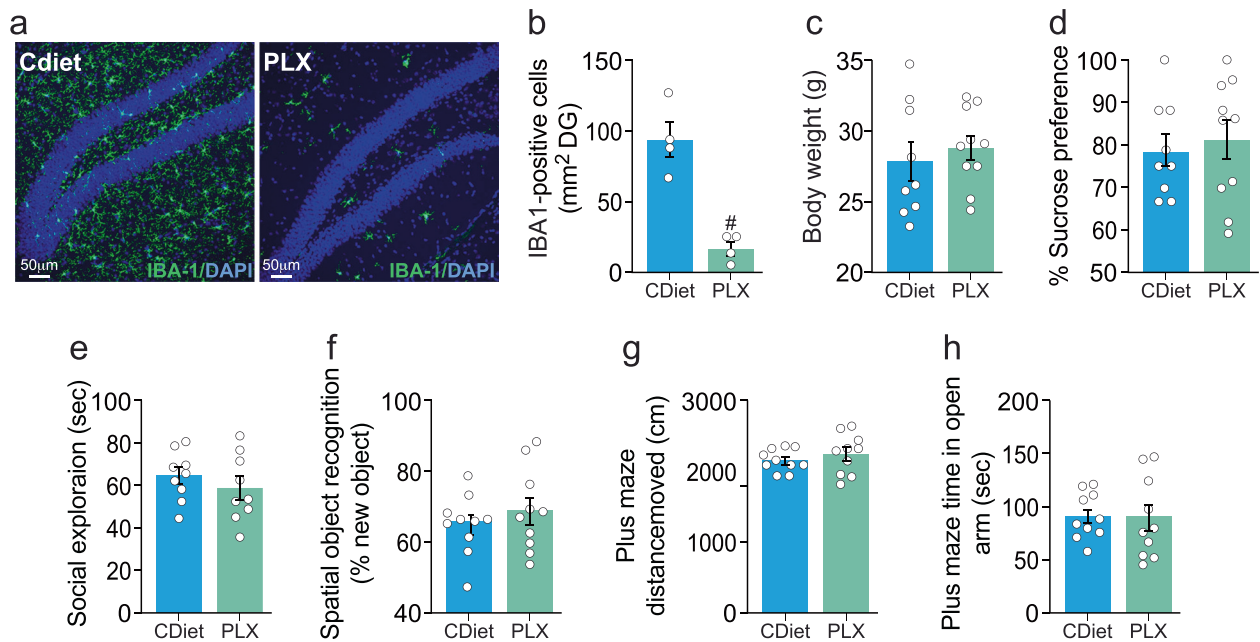 a
Cdiet
PLX
50μm
IBA-1/DAPI
50μm
IBA-1/DAPI
b
IBA1-positive cells
(mm² DG)
150
100
50
0
#
CDiet
PLX
c
Body weight (g)
35
30
25
20
CDiet
PLX
d
% Sucrose preference
100
90
80
70
60
50
CDiet
PLX
e
Social exploraion (sec)
100
80
60
40
20
0
CDiet
PLX
f
Spatial object recognition
(% new object)
100
80
60
40
CDiet
PLX
g
Plus maze
distancemoved (cm)
3000
2000
1000
0
CDiet
PLX
h
Plus maze time in open
arm (sec)
200
150
100
50
0
CDiet
PLX